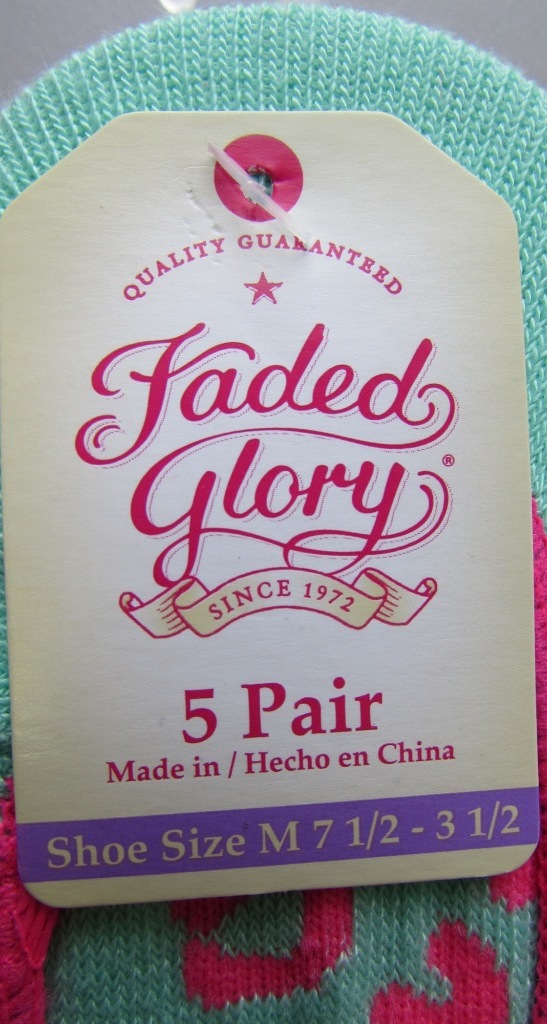 QUALITY GUARANTEED
Faded
Glory®
SINCE 1972
5 Pair
Made in / Hecho en China
Shoe Size M 7 1/2 - 3 1/2